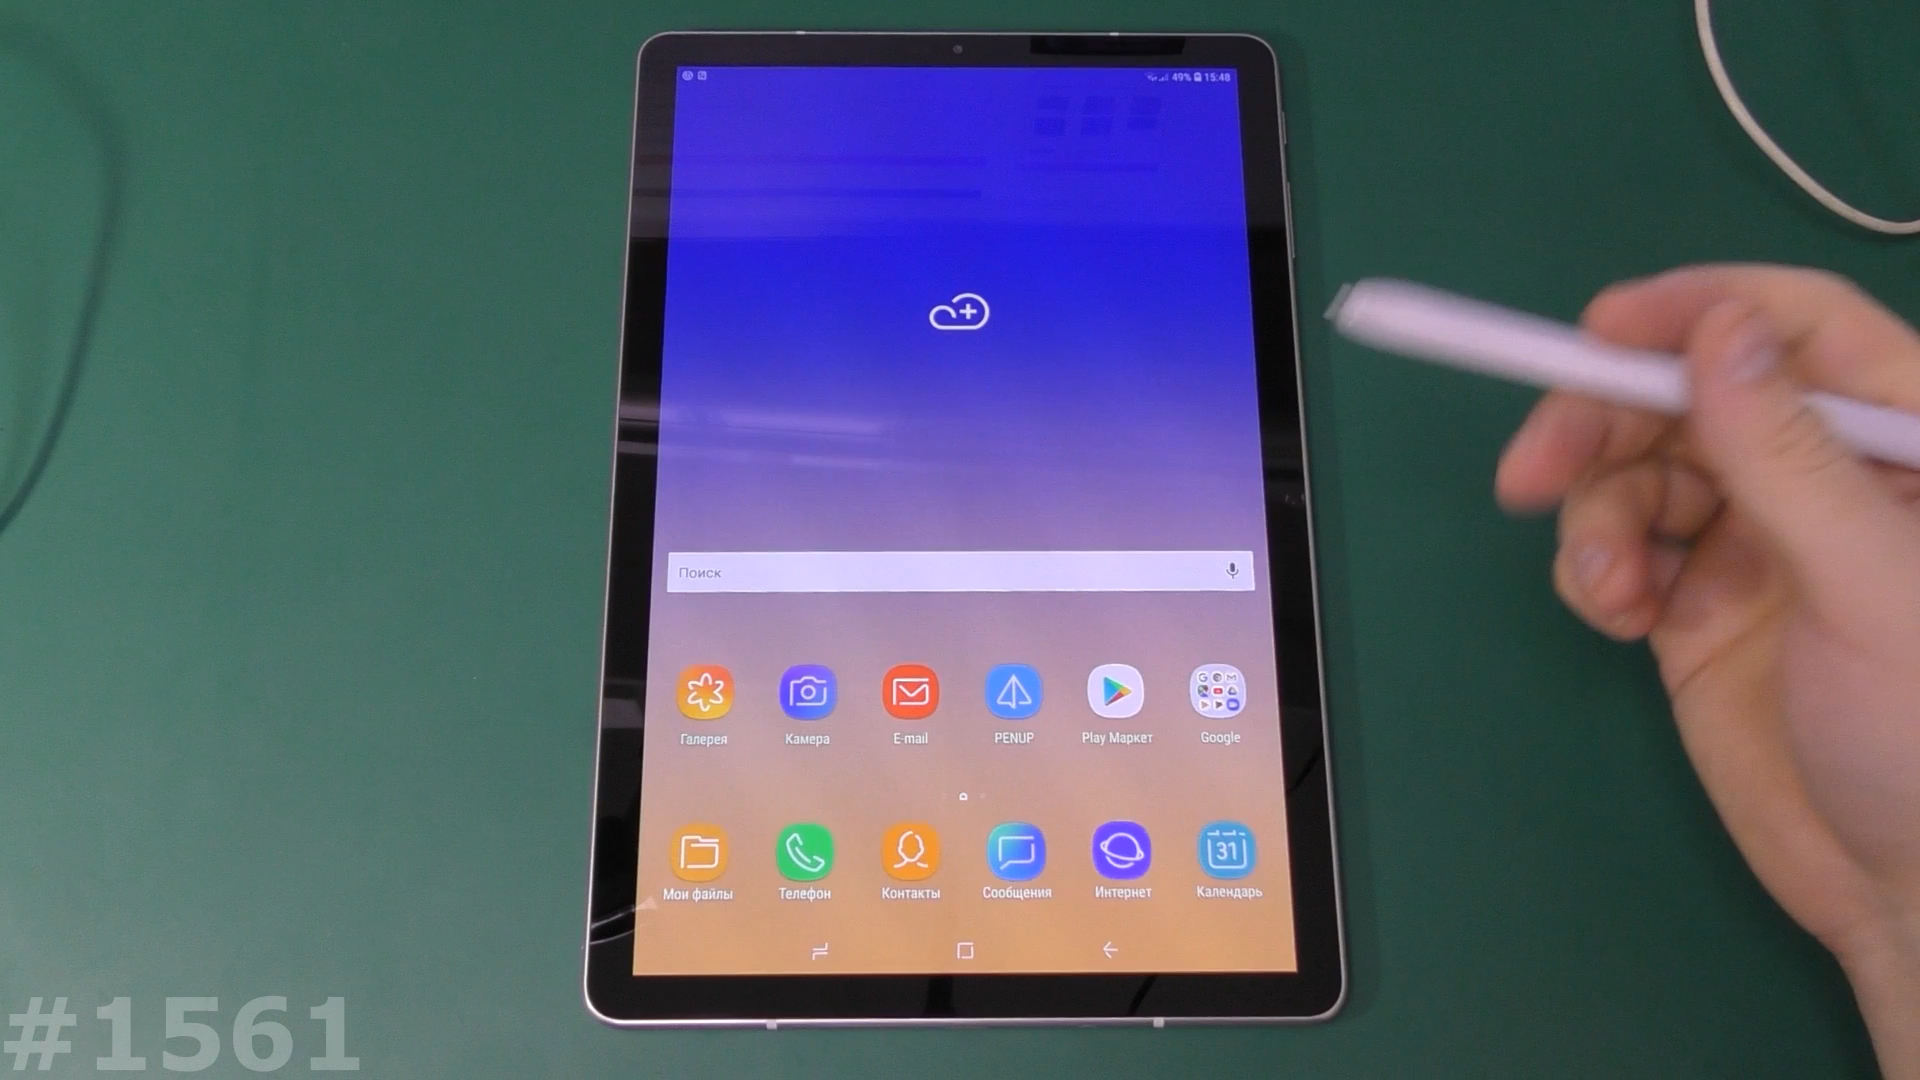 49% 15:48
Поиск
Галерея Камера E-mail PENUP Play Маркет Google
31
Мои файлы Телефон Контакты Сообщения Интернет Календарь
#1561